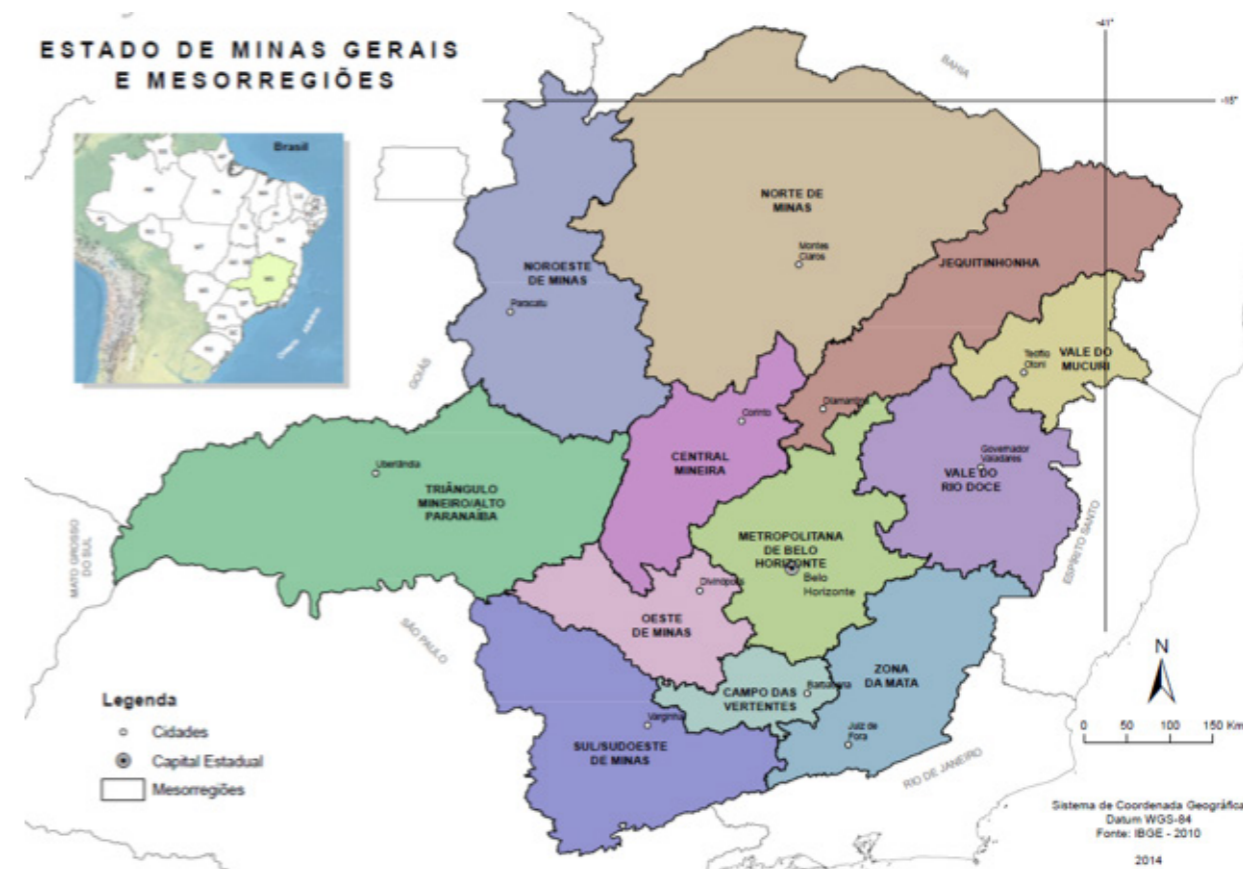 ESTADO DE MINAS GERAIS
E MESORREGIÕES
-41°
BAHIA
-15°
Brasil
NORTE DE
MINAS
Montes
Claros
NOROESTE
DE MINAS
Paracatu
JEQUITINHONHA
GOIÁS
Teófilo
Otoni
VALE DO
MUCURI
Diamantina
Corinto
CENTRAL
MINEIRA
Governador
Valadares
VALE DO
RIO DOCE
Uberlândia
TRIÂNGULO
MINEIRO/ALTO
PARANAÍBA
MATO GROSSO
DO SUL
METROPOLITANA
DE BELO
HORIZONTE
Belo
Horizonte
ESPÍRITO SANTO
Divinópolis
OESTE
DE MINAS
SÃO PAULO
ZONA
DA MATA
CAMPO DAS
VERTENTES
Barbacena
Varginha
Juiz de
Fora
SUL/SUDOESTE
DE MINAS
RIO DE JANEIRO
N
0 50 100 150 Km
Legenda
Cidades
Capital Estadual
Mesorregiões
Sistema de Coordenada Geográfica
Datum WGS-84
Fonte: IBGE - 2010
2014